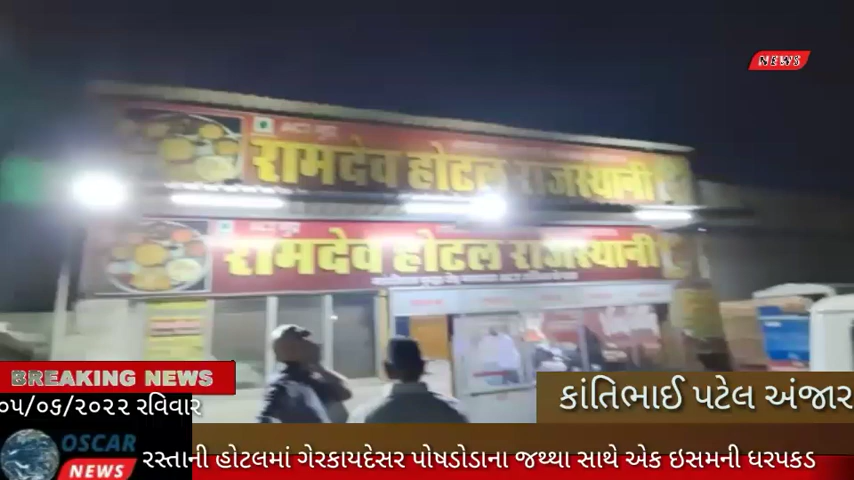 NEWS
रामदेव होटल राजस्थानी
रामदेव होटल राजस्थानी
BREAKING NEWS
૦૫/૦૬/૨૦૨૨ રવિવાર
કાંતિભાઈ પટેલ અંજાર
OSCAR
NEWS
રસ્તાની હોટલમાં ગેરકાયદેસર પોષડોડાના જથ્થા સાથે એક ઇસમની ધરપકડ